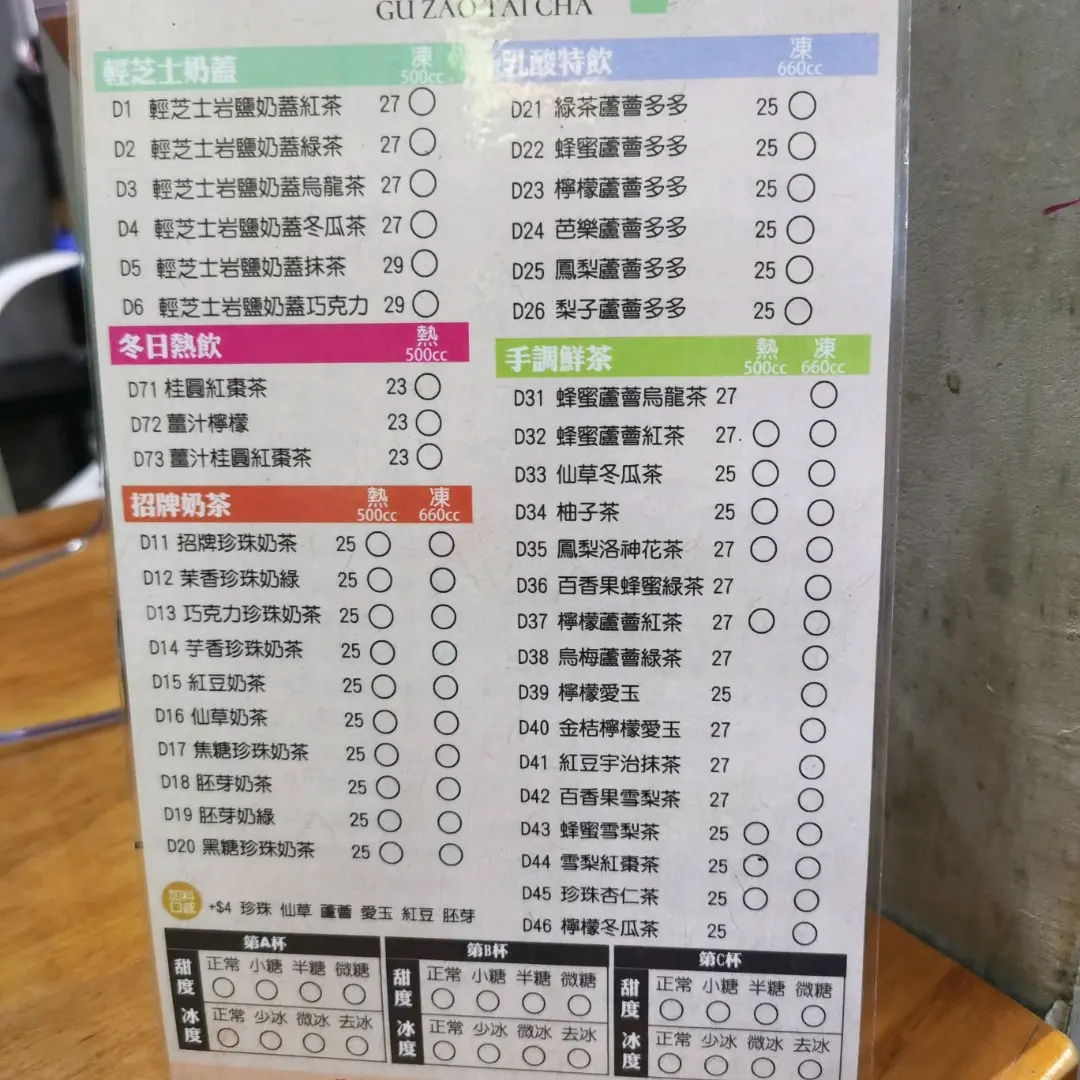 GU ZAO TAI CHA
輕芝士奶蓋 凍 500cc
D1 輕芝士岩鹽奶蓋紅茶 27
D2 輕芝士岩鹽奶蓋綠茶 27
D3 輕芝士岩鹽奶蓋烏龍茶 27
D4 輕芝士岩鹽奶蓋冬瓜茶 27
D5 輕芝士岩鹽奶蓋抹茶 29
D6 輕芝士岩鹽奶蓋巧克力 29
冬日熱飲 熱 500cc
D71 桂圓紅棗茶 23
D72 薑汁檸檬 23
D73 薑汁桂圓紅棗茶 23
招牌奶茶 熱 500cc 凍 660cc
D11 招牌珍珠奶茶 25
D12 茉香珍珠奶綠 25
D13 巧克力珍珠奶茶 25
D14 芋香珍珠奶茶 25
D15 紅豆奶茶 25
D16 仙草奶茶 25
D17 焦糖珍珠奶茶 25
D18 胚芽奶茶 25
D19 胚芽奶綠 25
D20 黑糖珍珠奶茶 25
加料口感 +$4 珍珠 仙草 蘆薈 愛玉 紅豆 胚芽
乳酸特飲 凍 660cc
D21 綠茶蘆薈多多 25
D22 蜂蜜蘆薈多多 25
D23 檸檬蘆薈多多 25
D24 芭樂蘆薈多多 25
D25 鳳梨蘆薈多多 25
D26 梨子蘆薈多多 25
手調鮮茶 熱 500cc 凍 660cc
D31 蜂蜜蘆薈烏龍茶 27
D32 蜂蜜蘆薈紅茶 27
D33 仙草冬瓜茶 25
D34 柚子茶 25
D35 鳳梨洛神花茶 27
D36 百香果蜂蜜綠茶 27
D37 檸檬蘆薈紅茶 27
D38 烏梅蘆薈綠茶 27
D39 檸檬愛玉 25
D40 金桔檸檬愛玉 27
D41 紅豆宇治抹茶 27
D42 百香果雪梨茶 27
D43 蜂蜜雪梨茶 25
D44 雪梨紅棗茶 25
D45 珍珠杏仁茶 25
D46 檸檬冬瓜茶 25
第A杯
甜度 正常 小糖 半糖 微糖
冰度 正常 少冰 微冰 去冰
第B杯
甜度 正常 小糖 半糖 微糖
冰度 正常 少冰 微冰 去冰
第C杯
甜度 正常 小糖 半糖 微糖
冰度 正常 少冰 微冰 去冰